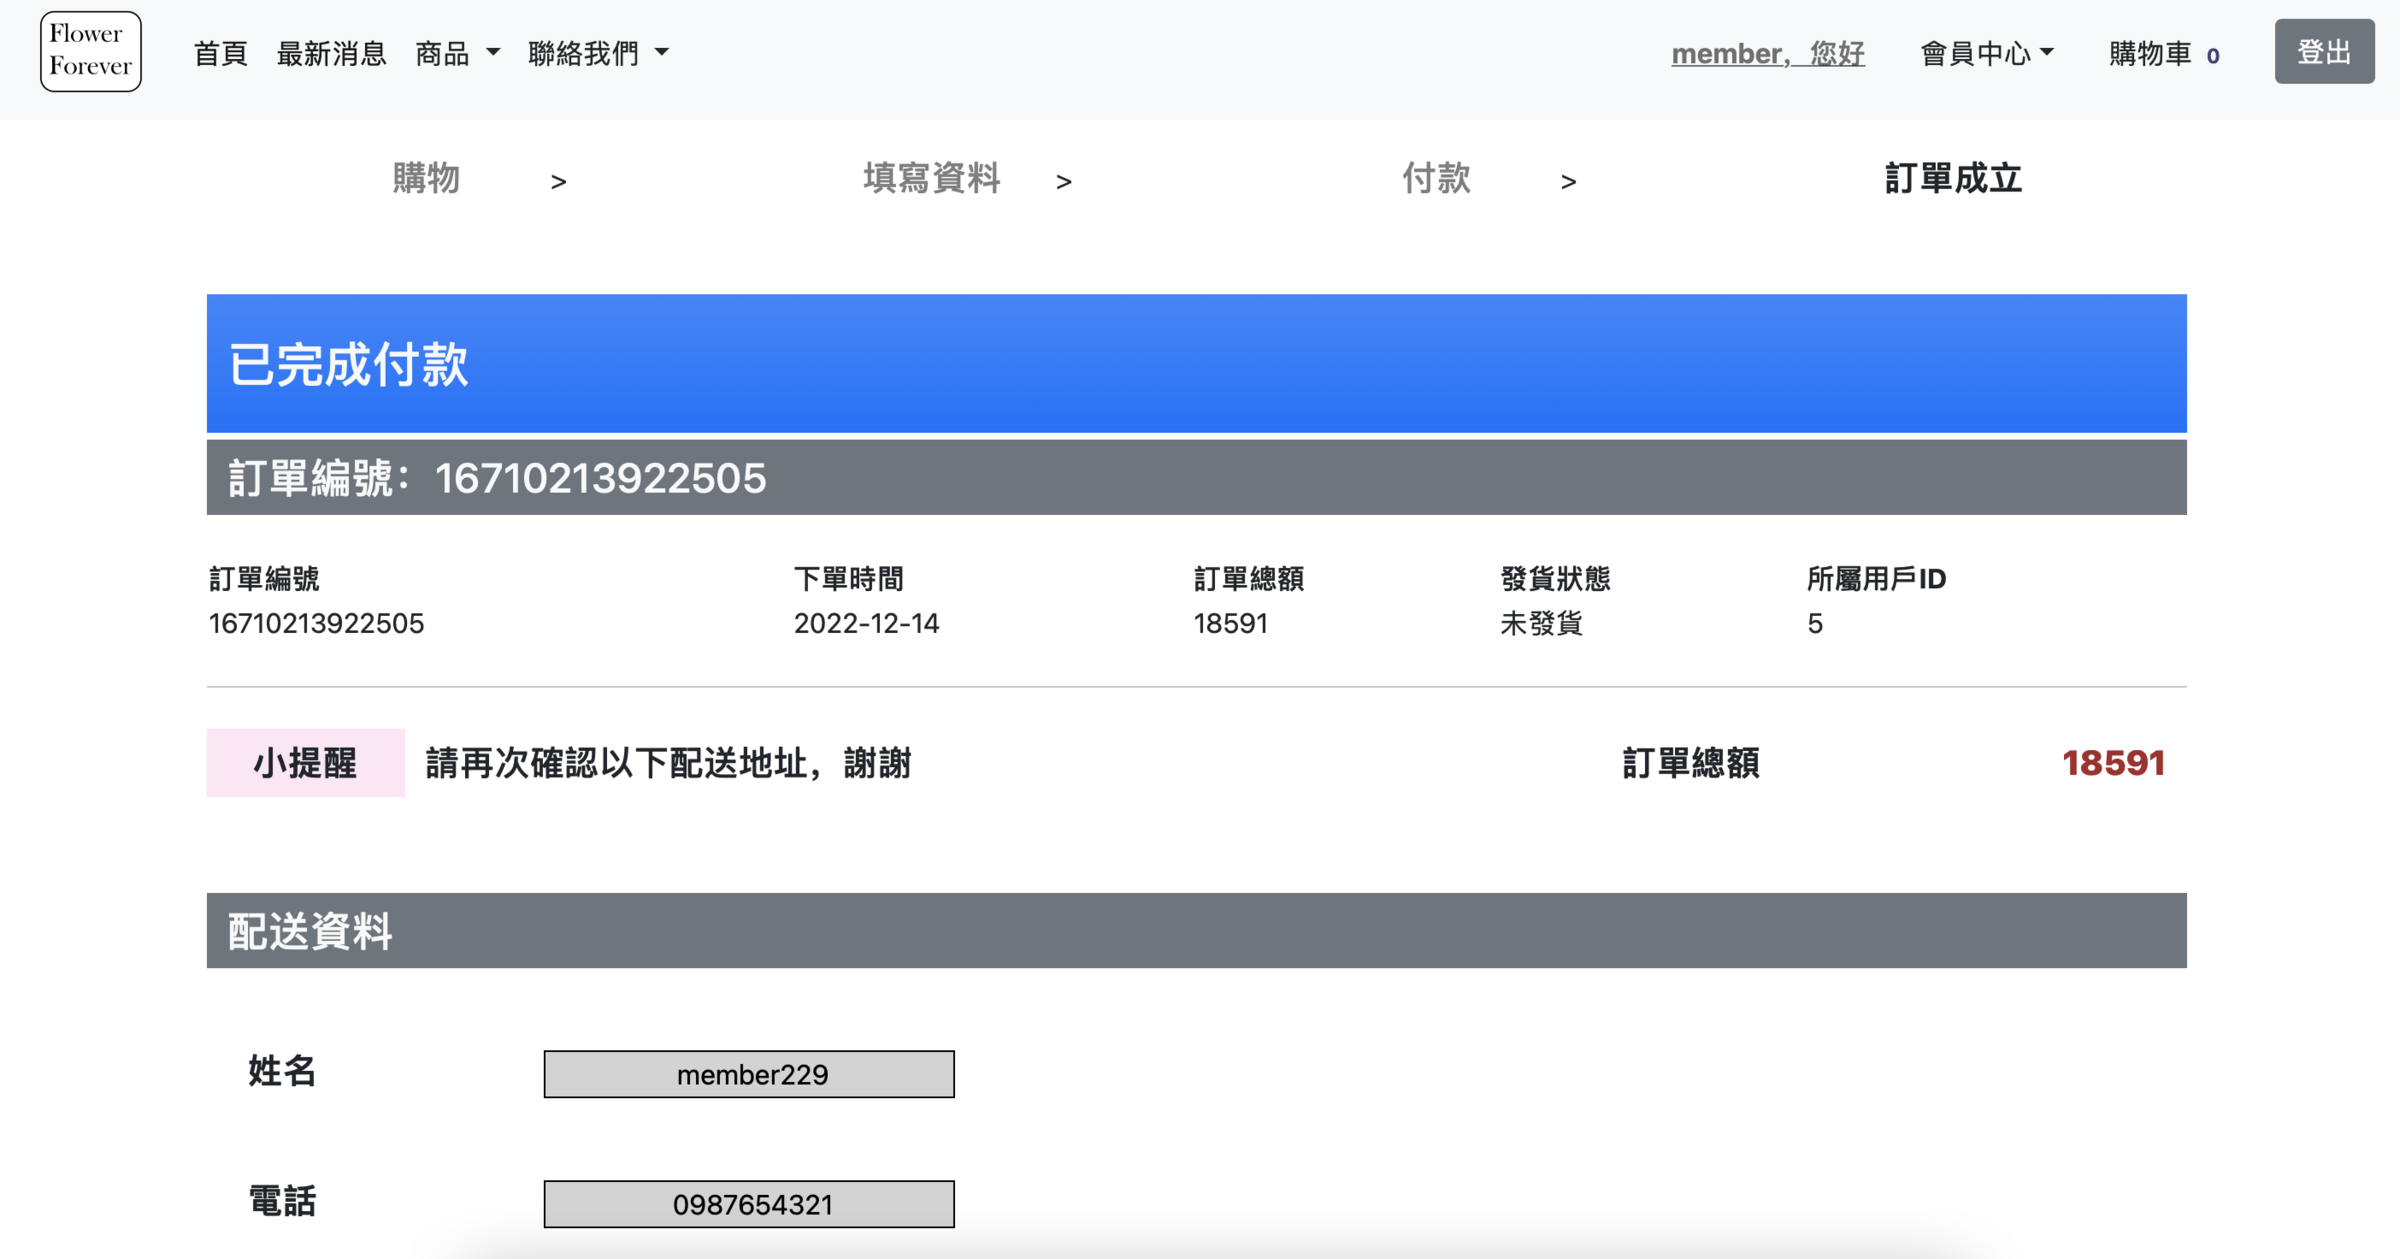 Flower
Forever
首頁 最新消息 商品 聯絡我們 member，您好 會員中心 購物車 0 登出
購物 > 填寫資料 > 付款 > 訂單成立
已完成付款
訂單編號：16710213922505
訂單編號 下單時間 訂單總額 發貨狀態 所屬用戶ID
16710213922505 2022-12-14 18591 未發貨 5
小提醒 請再次確認以下配送地址，謝謝 訂單總額 18591
配送資料
姓名 member229
電話 0987654321